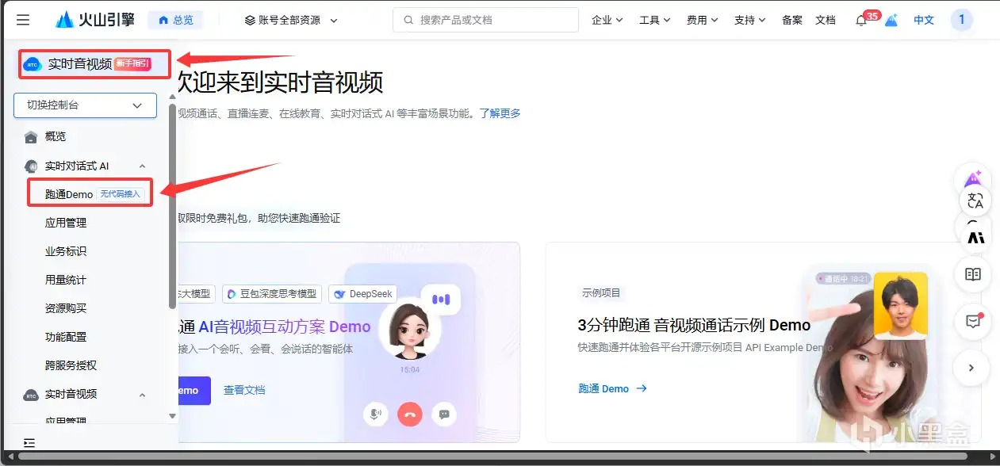 火山引擎
总览
账号全部资源
搜索产品或文档
企业
工具
费用
支持
备案
文档
35
中文
1
RTC 实时音视频 新手指引
欢迎来到实时音视频
切换控制台
视频通话、直播连麦、在线教育、实时对话式 AI 等丰富场景功能。了解更多
概览
实时对话式 AI
跑通Demo 无代码接入
应用管理
取限时免费礼包，助您快速跑通验证
业务标识
用量统计
资源购买
功能配置
跨服务授权
RTC 实时音视频
应用管理
大模型
豆包深度思考模型
DeepSeek
通 AI音视频互动方案 Demo
接入一个会听、会看、会说话的智能体
emo
查看文档
15:04
示例项目
3分钟跑通 音视频通话示例 Demo
快速跑通并体验各平台开源示例项目 API Example Demo
跑通 Demo
通话中 18:21
Ai
小黑盒